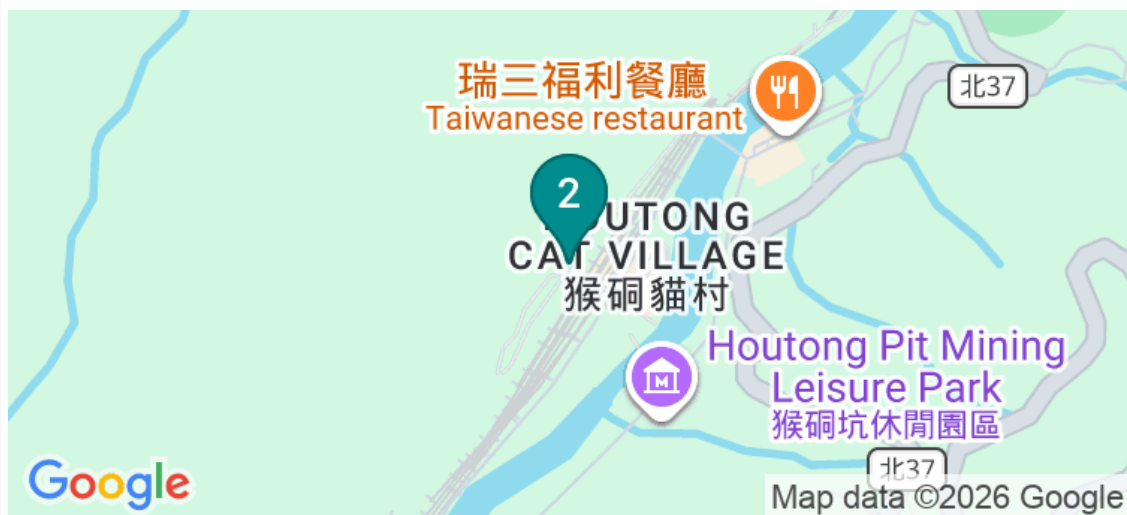 瑞三福利餐廳
Taiwanese restaurant
北37
2
HOUTONG
CAT VILLAGE
猴硐貓村
Houtong Pit Mining
Leisure Park
猴硐坑休閒園區
北37
Google
Map data ©2026 Google